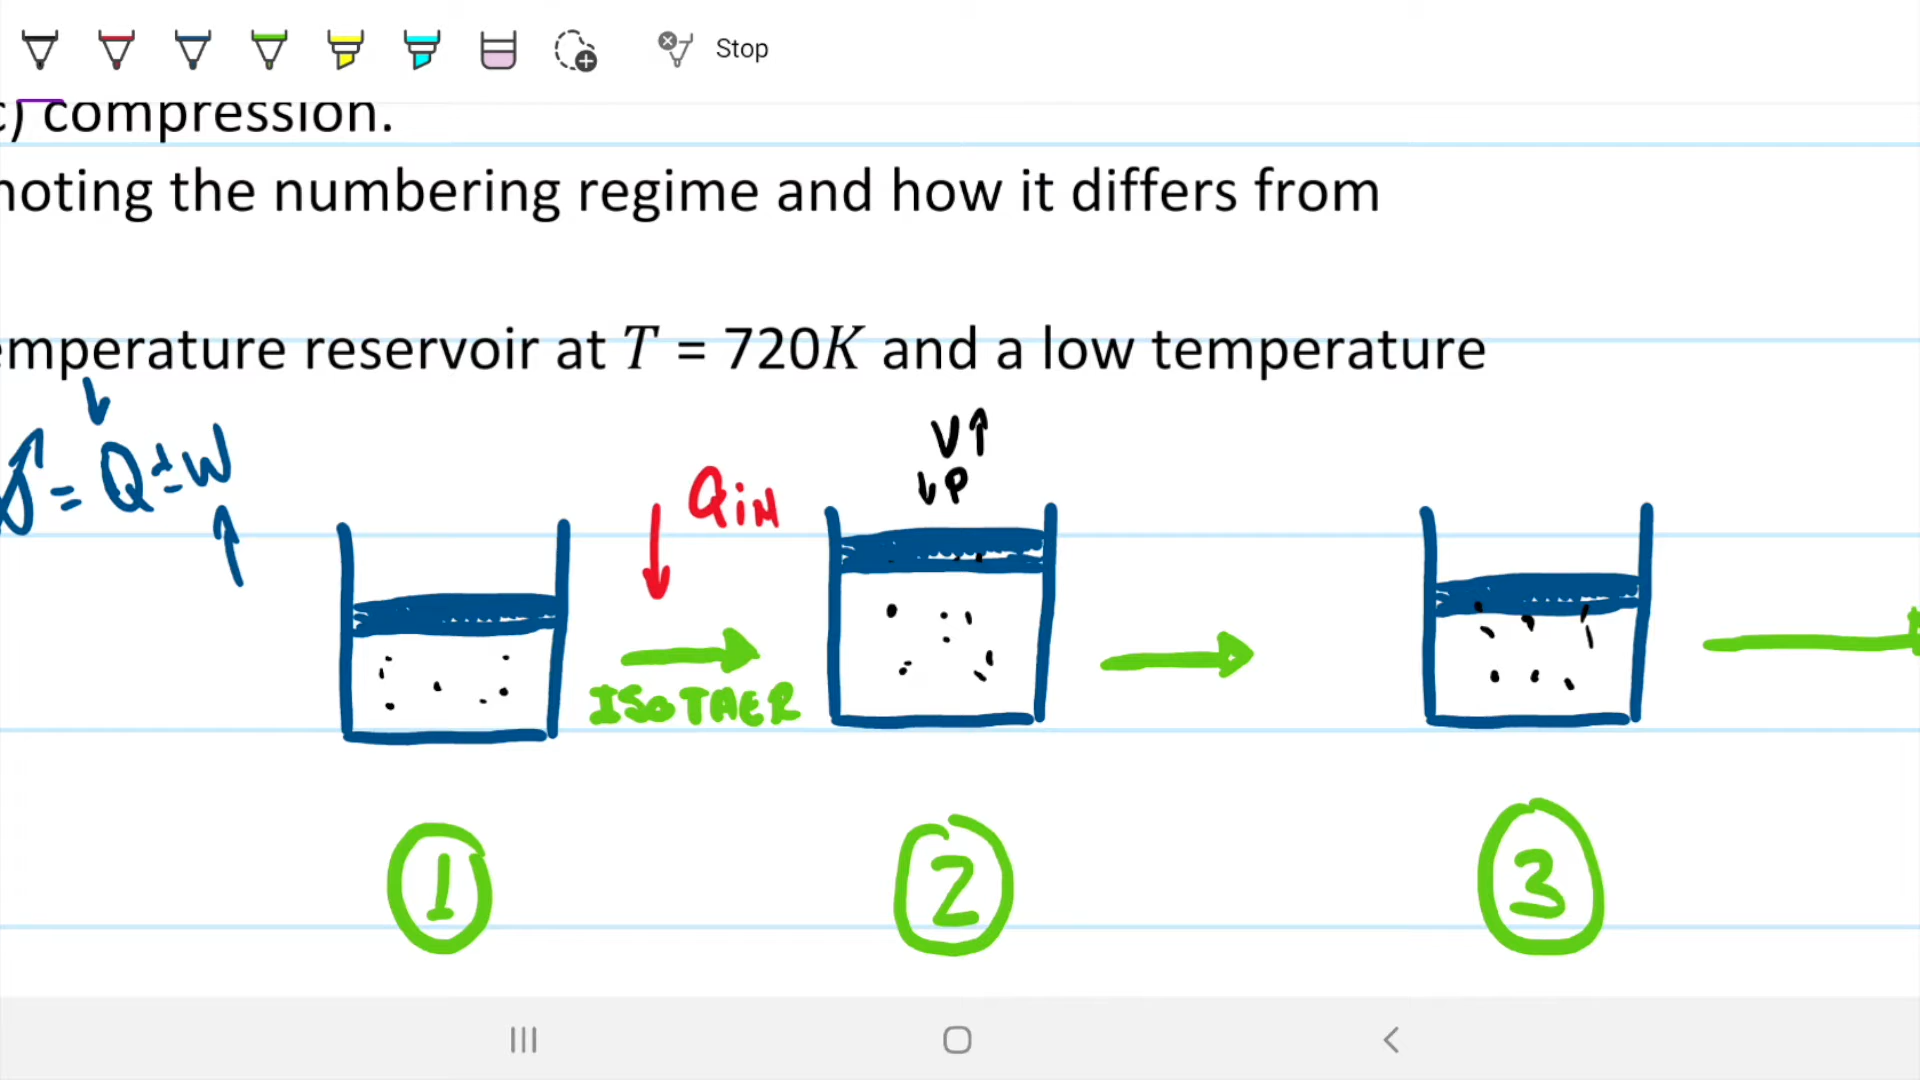 Stop
c) compression.
noting the numbering regime and how it differs from
emperature reservoir at T = 720K and a low temperature
V↑
↓P
= Q ± W
QIN
ISOTHER
1
2
3